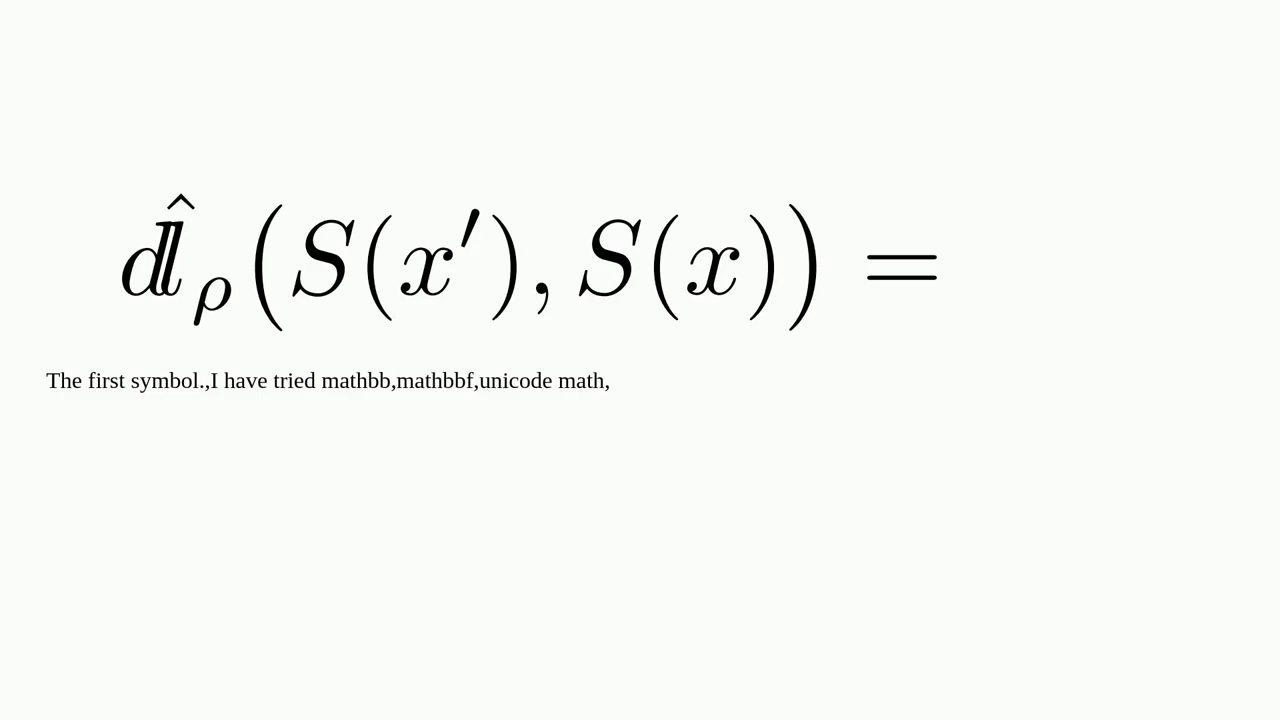 d̂l_ρ(S(x′), S(x)) =
The first symbol.,I have tried mathbb,mathbbf,unicode math,